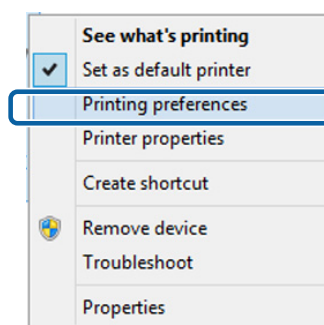 See what's printing
Set as default printer
Printing preferences
Printer properties
Create shortcut
Remove device
Troubleshoot
Properties